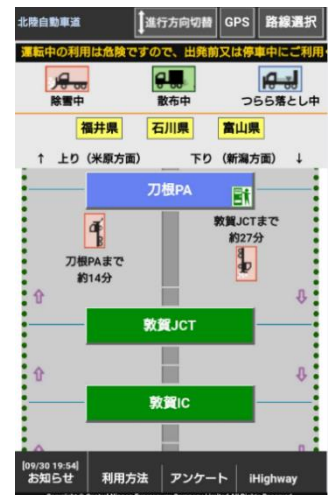 北陸自動車道
進行方向切替
GPS
路線選択
運転中の利用は危険ですので、出発前又は停車中にご利用
除雪中
散布中
つらら落とし中
福井県
石川県
富山県
↑ 上り（米原方面）
下り（新潟方面） ↓
刀根PA
敦賀JCTまで
約27分
刀根PAまで
約14分
敦賀JCT
敦賀IC
[09/30 19:54]
お知らせ
利用方法
アンケート
iHighway